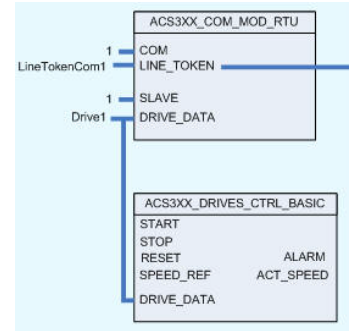 ACS3XX_COM_MOD_RTU
1 COM
LineTokenCom1 LINE_TOKEN
1 SLAVE
Drive1 DRIVE_DATA
ACS3XX_DRIVES_CTRL_BASIC
START
STOP
RESET ALARM
SPEED_REF ACT_SPEED
DRIVE_DATA